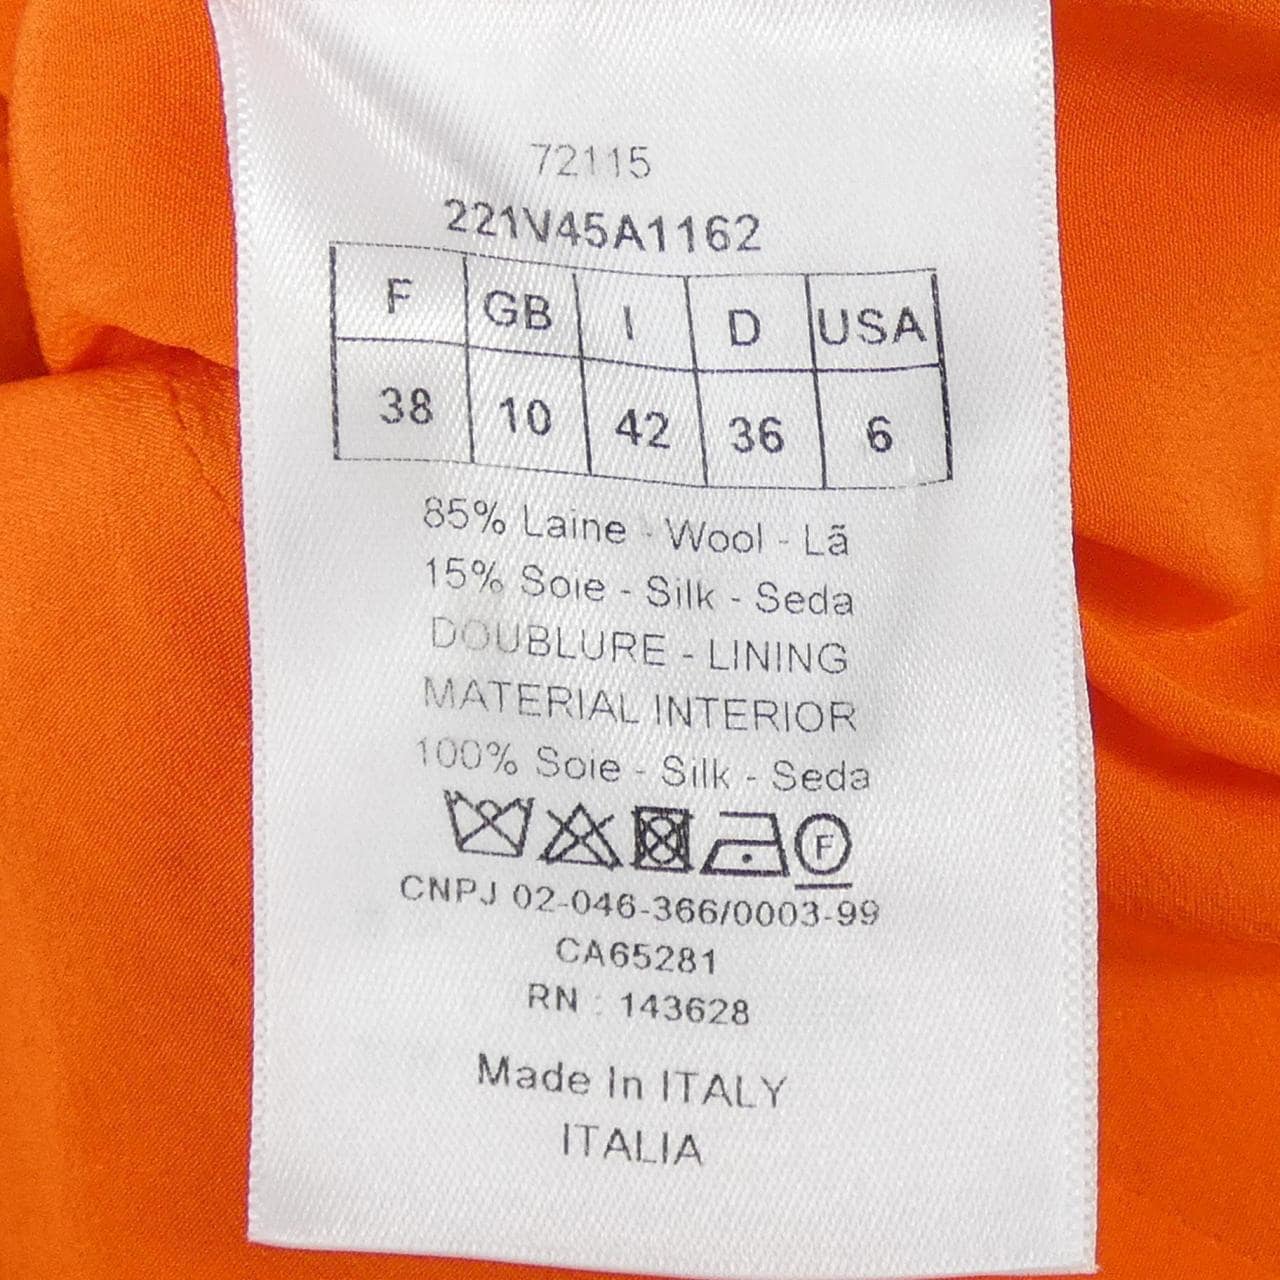 72115
221V45A1162
F GB I D USA
38 10 42 36 6
85% Laine - Wool - Lã
15% Soie - Silk - Seda
DOUBLURE - LINING
MATERIAL INTERIOR
100% Soie - Silk - Seda
F
CNPJ 02-046-366/0003-99
CA65281
RN : 143628
Made In ITALY
ITALIA